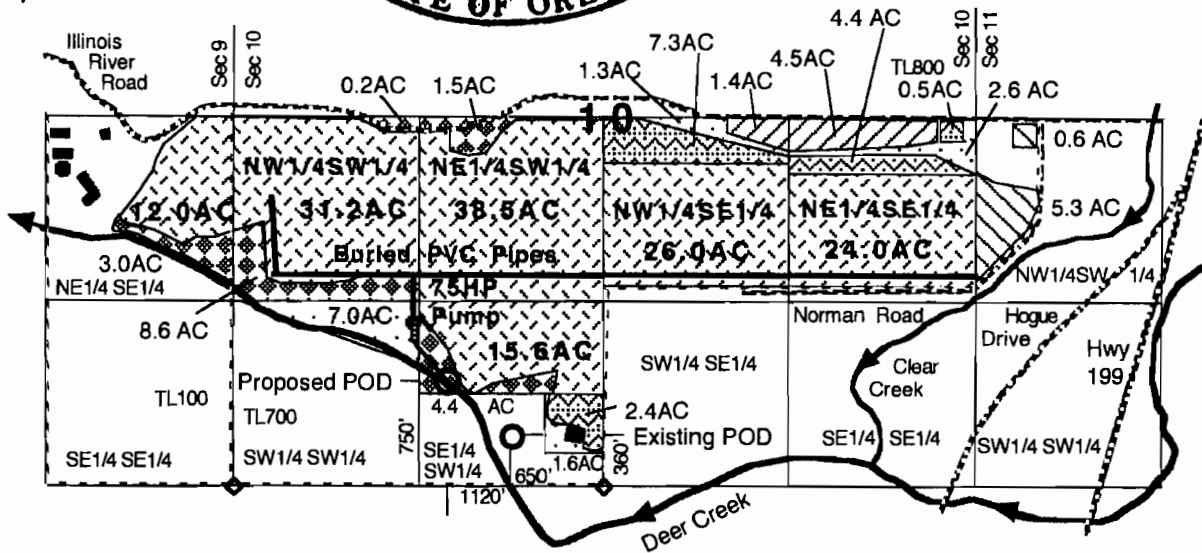 TE OF ORE
4.4 AC
Illinois
River
Road
Sec 9
Sec 10
7.3AC
Sec 10
Sec 11
0.2AC
1.5AC
1.3AC
1.4AC
4.5AC
TL800
0.5AC
2.6 AC
10
0.6 AC
NW1/4SW1/4
NE1/4SW1/4
12.0AC
31.2AC
38.5AC
NW1/4SE1/4
NE1/4SE1/4
5.3 AC
26.0AC
24.0AC
Buried PVC Pipes
3.0AC
NE1/4 SE1/4
75HP
NW1/4SW 1/4
8.6 AC
7.0AC
Pump
Norman Road
Hogue
Drive
15.6AC
SW1/4 SE1/4
Clear
Creek
Hwy
199
Proposed POD
TL100
4.4 AC
2.4AC
TL700
Existing POD
750'
360'
SE1/4 SE1/4
SW1/4 SW1/4
SE1/4
SW1/4
1.6AC
SE1/4 SE1/4
SW1/4 SW1/4
650'
1120'
Deer Creek